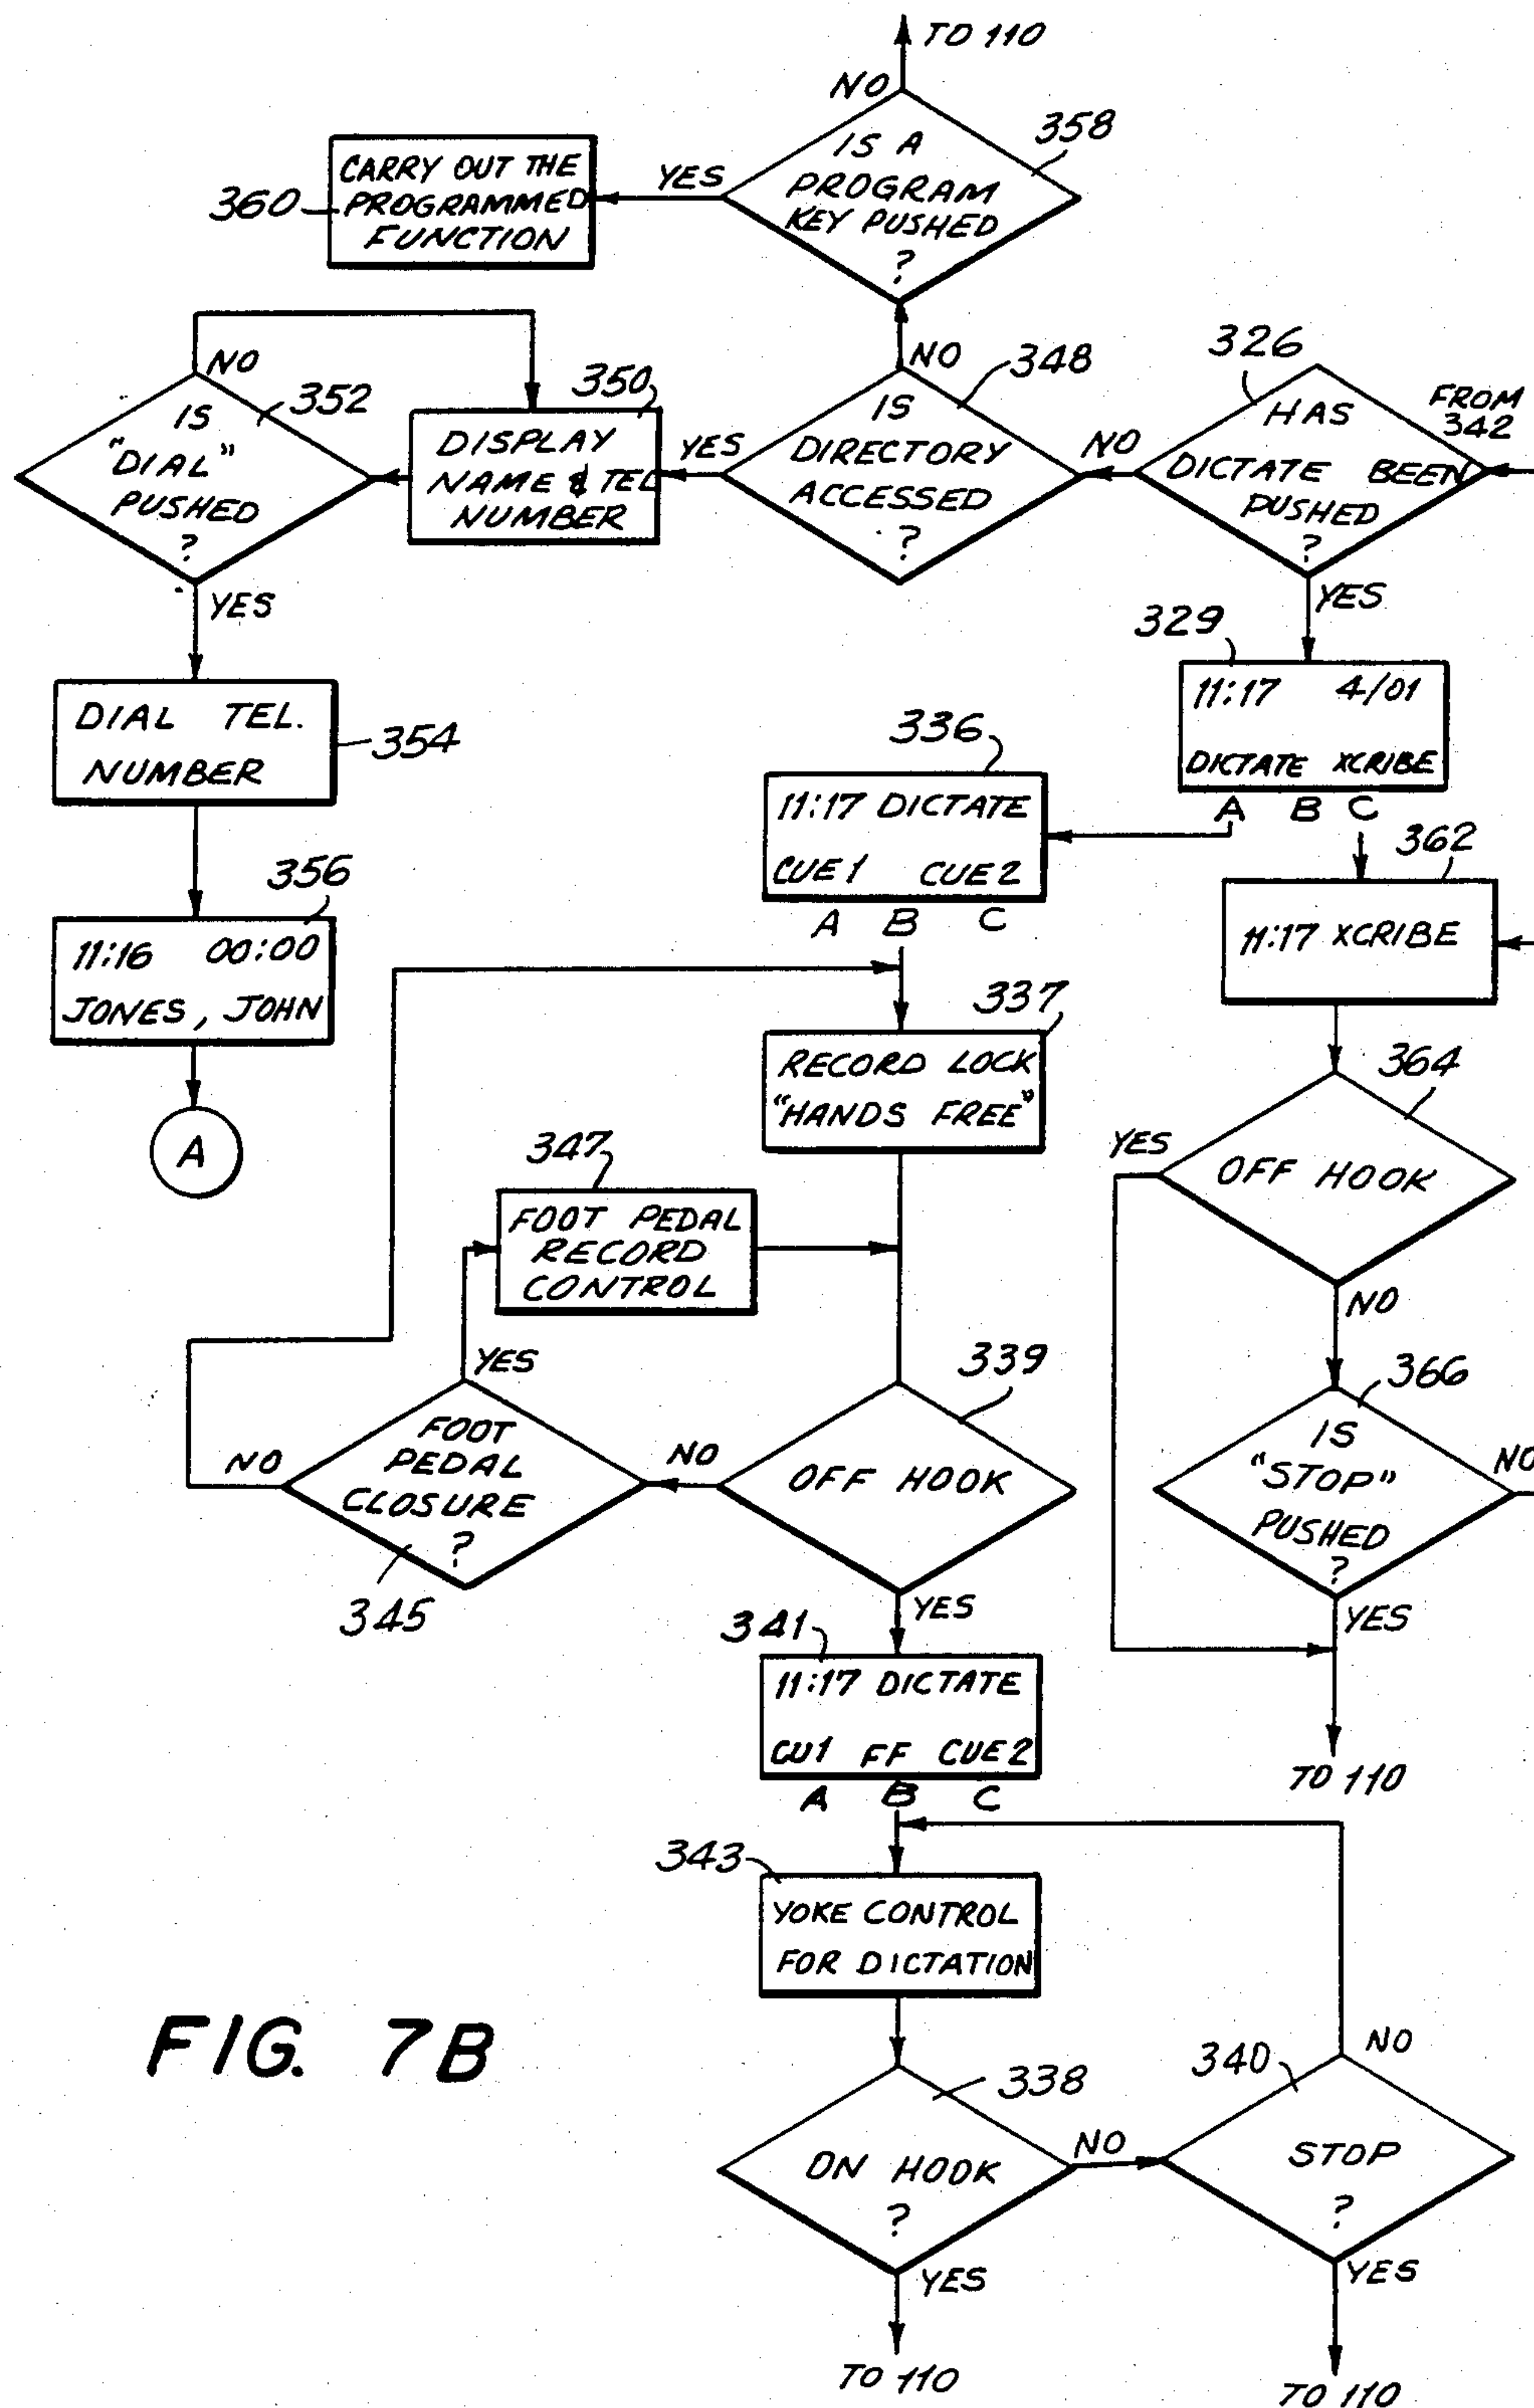 TO 110
NO
358
IS A
PROGRAM
KEY PUSHED
?
YES
CARRY OUT THE
PROGRAMMED
FUNCTION
360
NO
352
IS
"DIAL"
PUSHED
?
350
DISPLAY
NAME & TEL
NUMBER
YES
NO
348
IS
DIRECTORY
ACCESSED
?
NO
326
HAS
DICTATE BEEN
PUSHED
?
FROM
342
YES
YES
DIAL TEL.
NUMBER
354
329
11:17 4/01
DICTATE XCRIBE
A B C
336
11:17 DICTATE
CUE 1 CUE 2
A B C
362
11:17 XCRIBE
356
11:16 00:00
JONES, JOHN
A
337
RECORD LOCK
"HANDS FREE"
364
YES
OFF HOOK
NO
347
FOOT PEDAL
RECORD
CONTROL
YES
339
366
NO
FOOT
PEDAL
CLOSURE
?
345
NO
OFF HOOK
IS
"STOP"
PUSHED
?
NO
YES
YES
341
11:17 DICTATE
CU1 FF CUE 2
A B C
TO 110
343
YOKE CONTROL
FOR DICTATION
FIG. 7B
338
ON HOOK
?
NO
340
NO
STOP
?
YES
YES
TO 110
TO 110